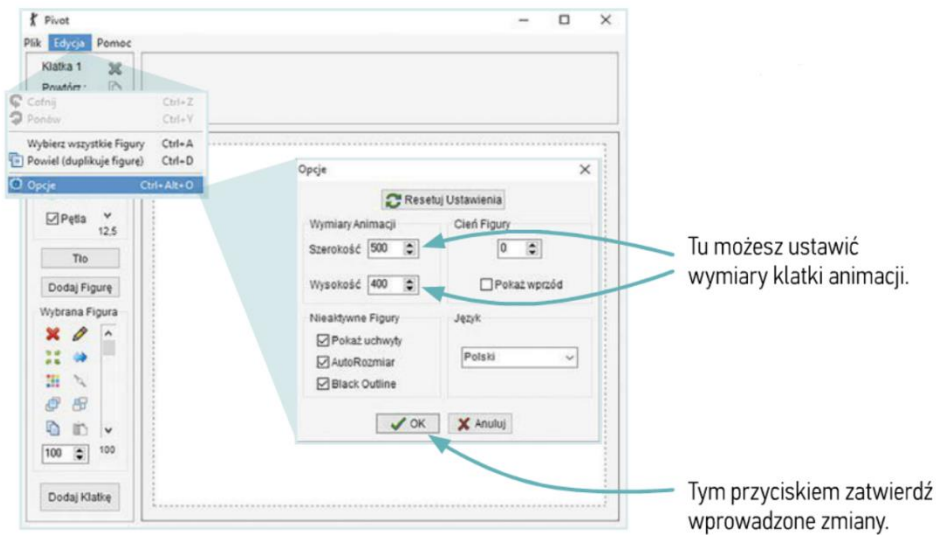 Pivot
Plik Edycja Pomoc
Klatka 1
Powtórz :
Cofnij Ctrl+Z
Ponów Ctrl+Y
Wybierz wszystkie Figury Ctrl+A
Powiel (duplikuje figurę) Ctrl+D
Opcje Ctrl+Alt+O
Pętla
12,5
Tło
Dodaj Figurę
Wybrana Figura
100 100
Dodaj Klatkę
Opcje
Resetuj Ustawienia
Wymiary Animacji
Szerokość 500
Wysokość 400
Cień Figury
0
Pokaż wprzód
Nieaktywne Figury
Pokaż uchwyty
AutoRozmiar
Black Outline
Język
Polski
OK Anuluj
Tu możesz ustawić
wymiary klatki animacji.
Tym przyciskiem zatwierdź
wprowadzone zmiany.